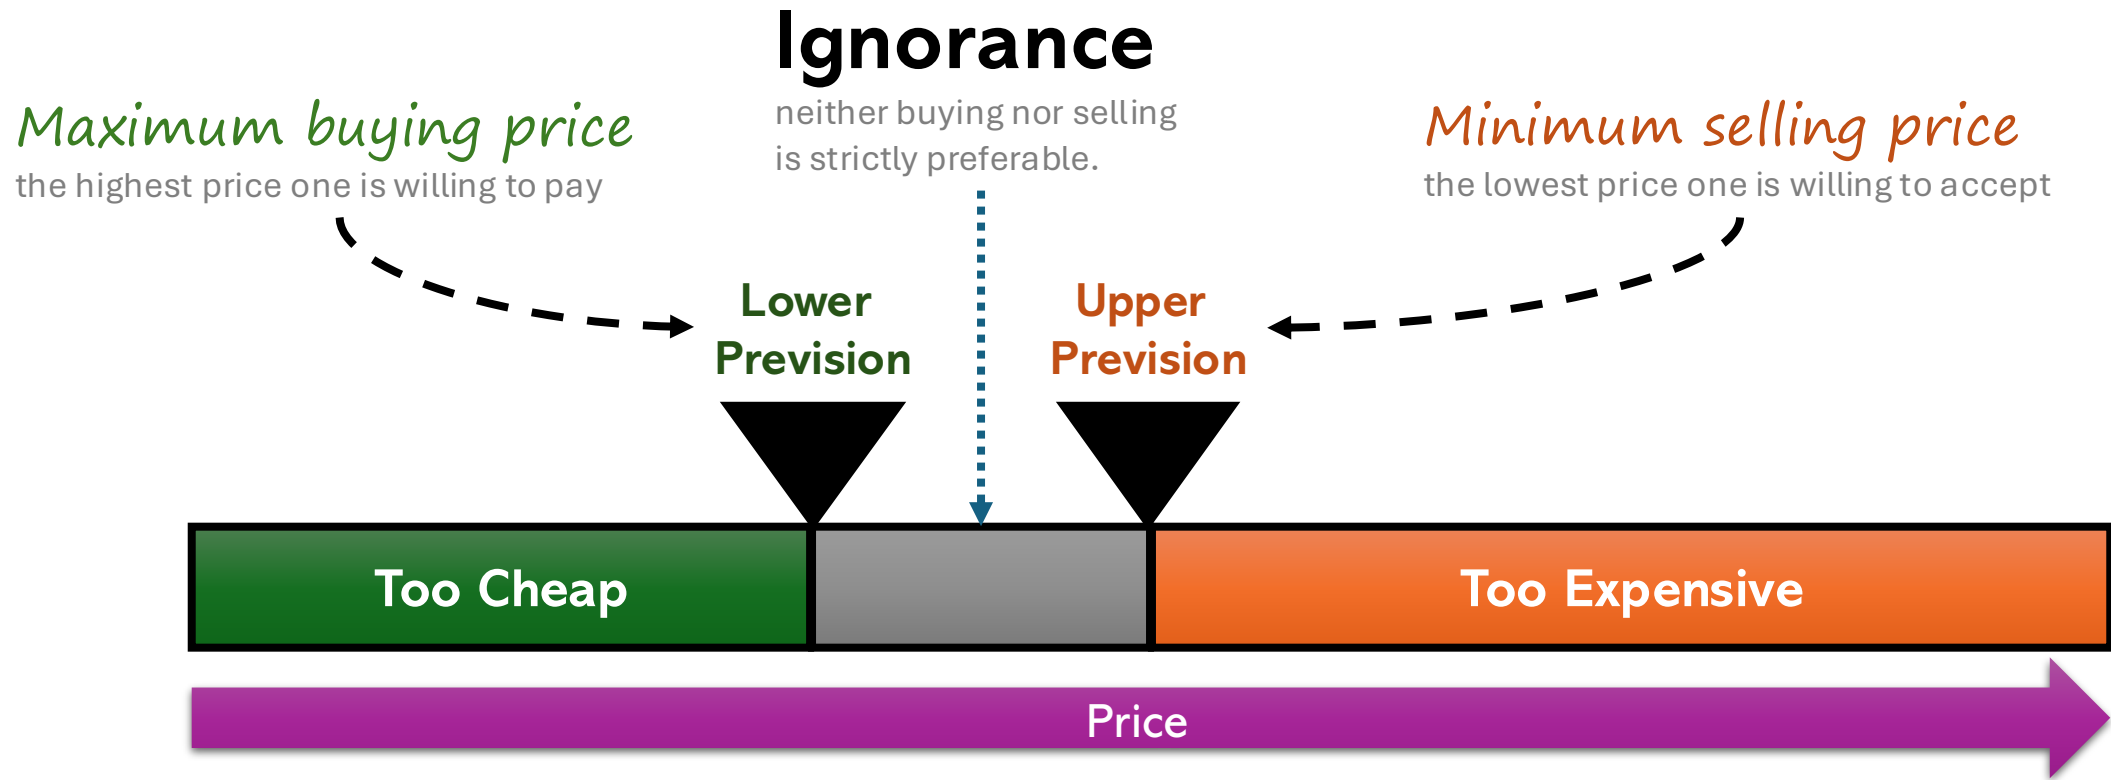 Ignorance
neither buying nor selling
is strictly preferable.
Maximum buying price
the highest price one is willing to pay
Minimum selling price
the lowest price one is willing to accept
Lower
Prevision
Upper
Prevision
Too Cheap
Too Expensive
Price